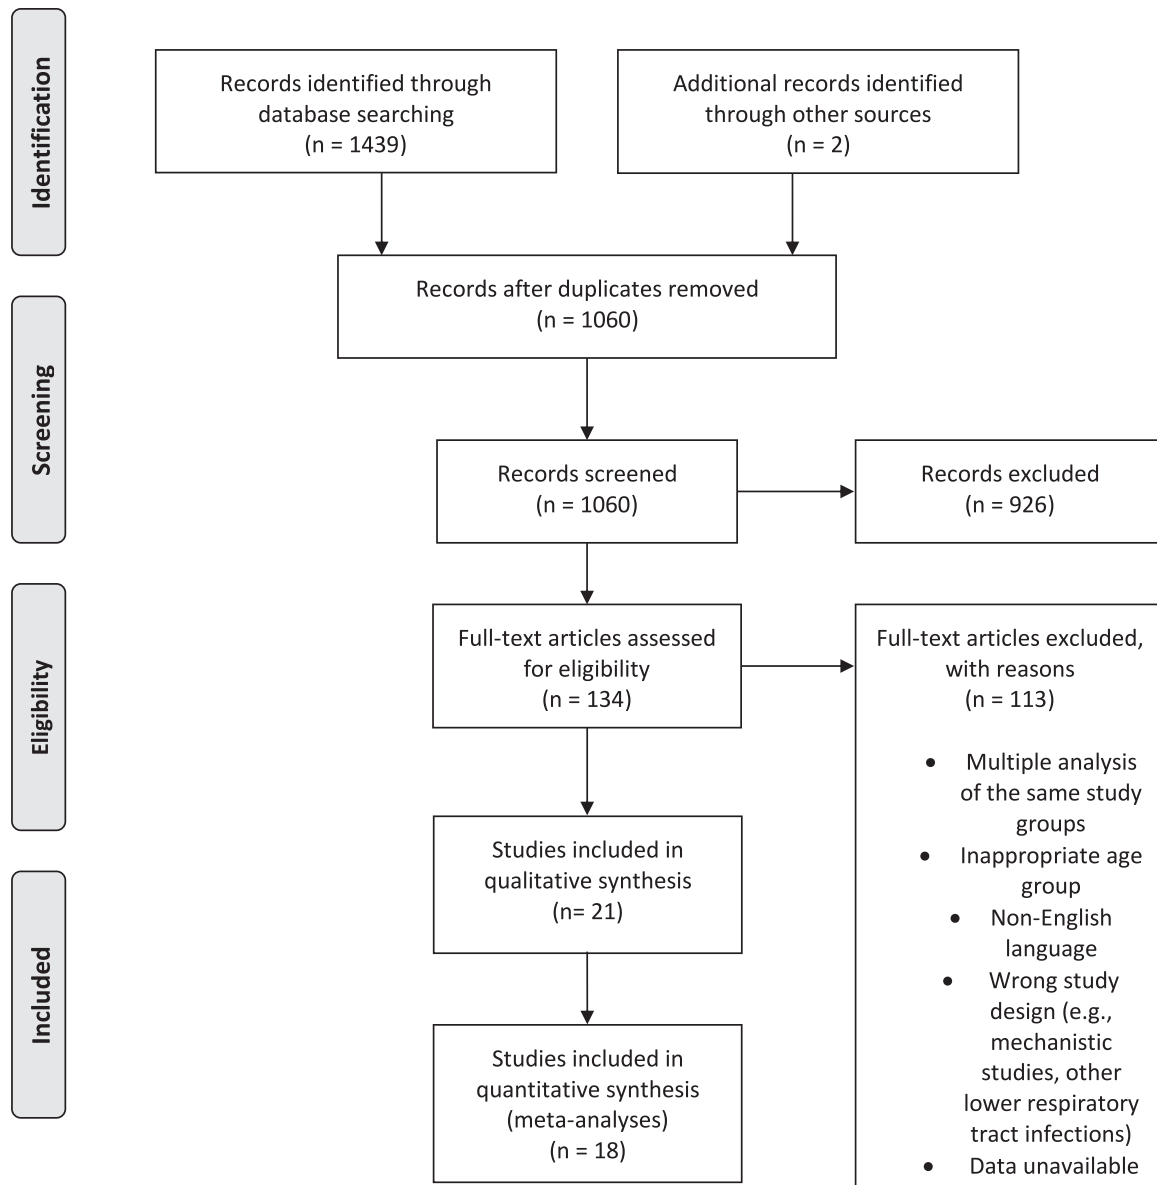 Identification
Records identified through
database searching
(n = 1439)
Additional records identified
through other sources
(n = 2)
Records after duplicates removed
(n = 1060)
Screening
Records screened
(n = 1060)
Records excluded
(n = 926)
Eligibility
Full-text articles assessed
for eligibility
(n = 134)
Full-text articles excluded,
with reasons
(n = 113)
• Multiple analysis
of the same study
groups
• Inappropriate age
group
• Non-English
language
• Wrong study
design (e.g.,
mechanistic
studies, other
lower respiratory
tract infections)
• Data unavailable
Included
Studies included in
qualitative synthesis
(n= 21)
Studies included in
quantitative synthesis
(meta-analyses)
(n = 18)